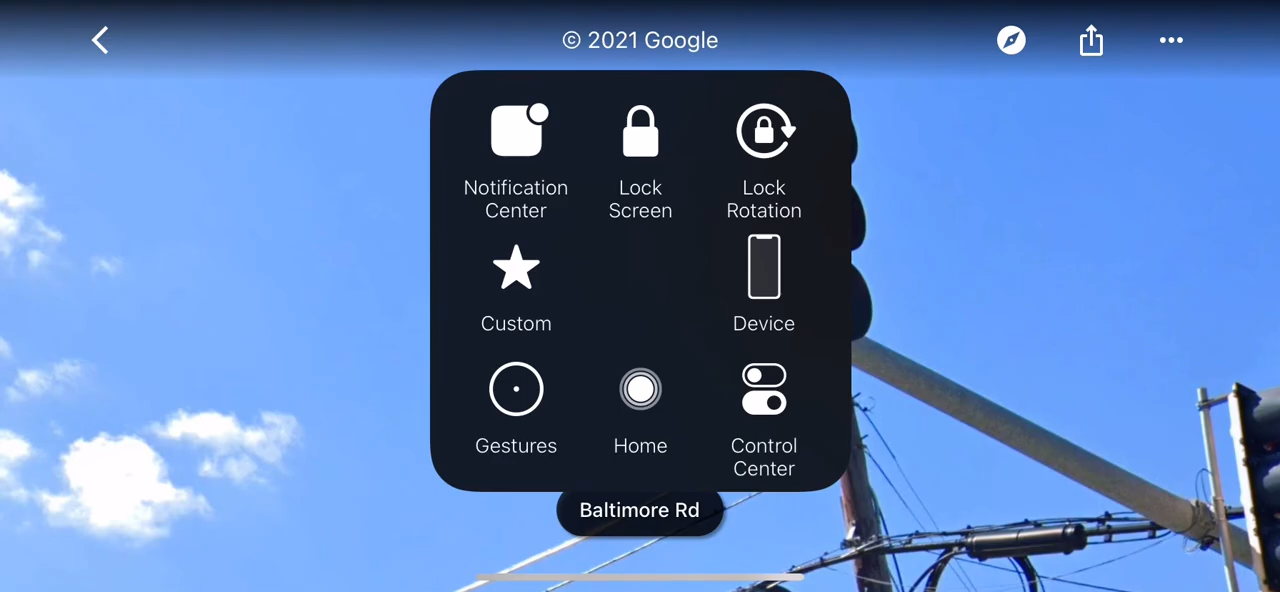 © 2021 Google
Notification
Center
Lock
Screen
Lock
Rotation
Custom
Device
Gestures
Home
Control
Center
Baltimore Rd